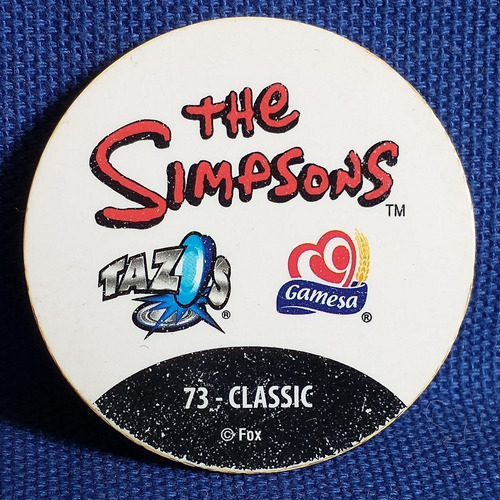 THE
SIMPSONS
TM
TAZOS ®
Gamesa ®
73 - CLASSIC
© Fox